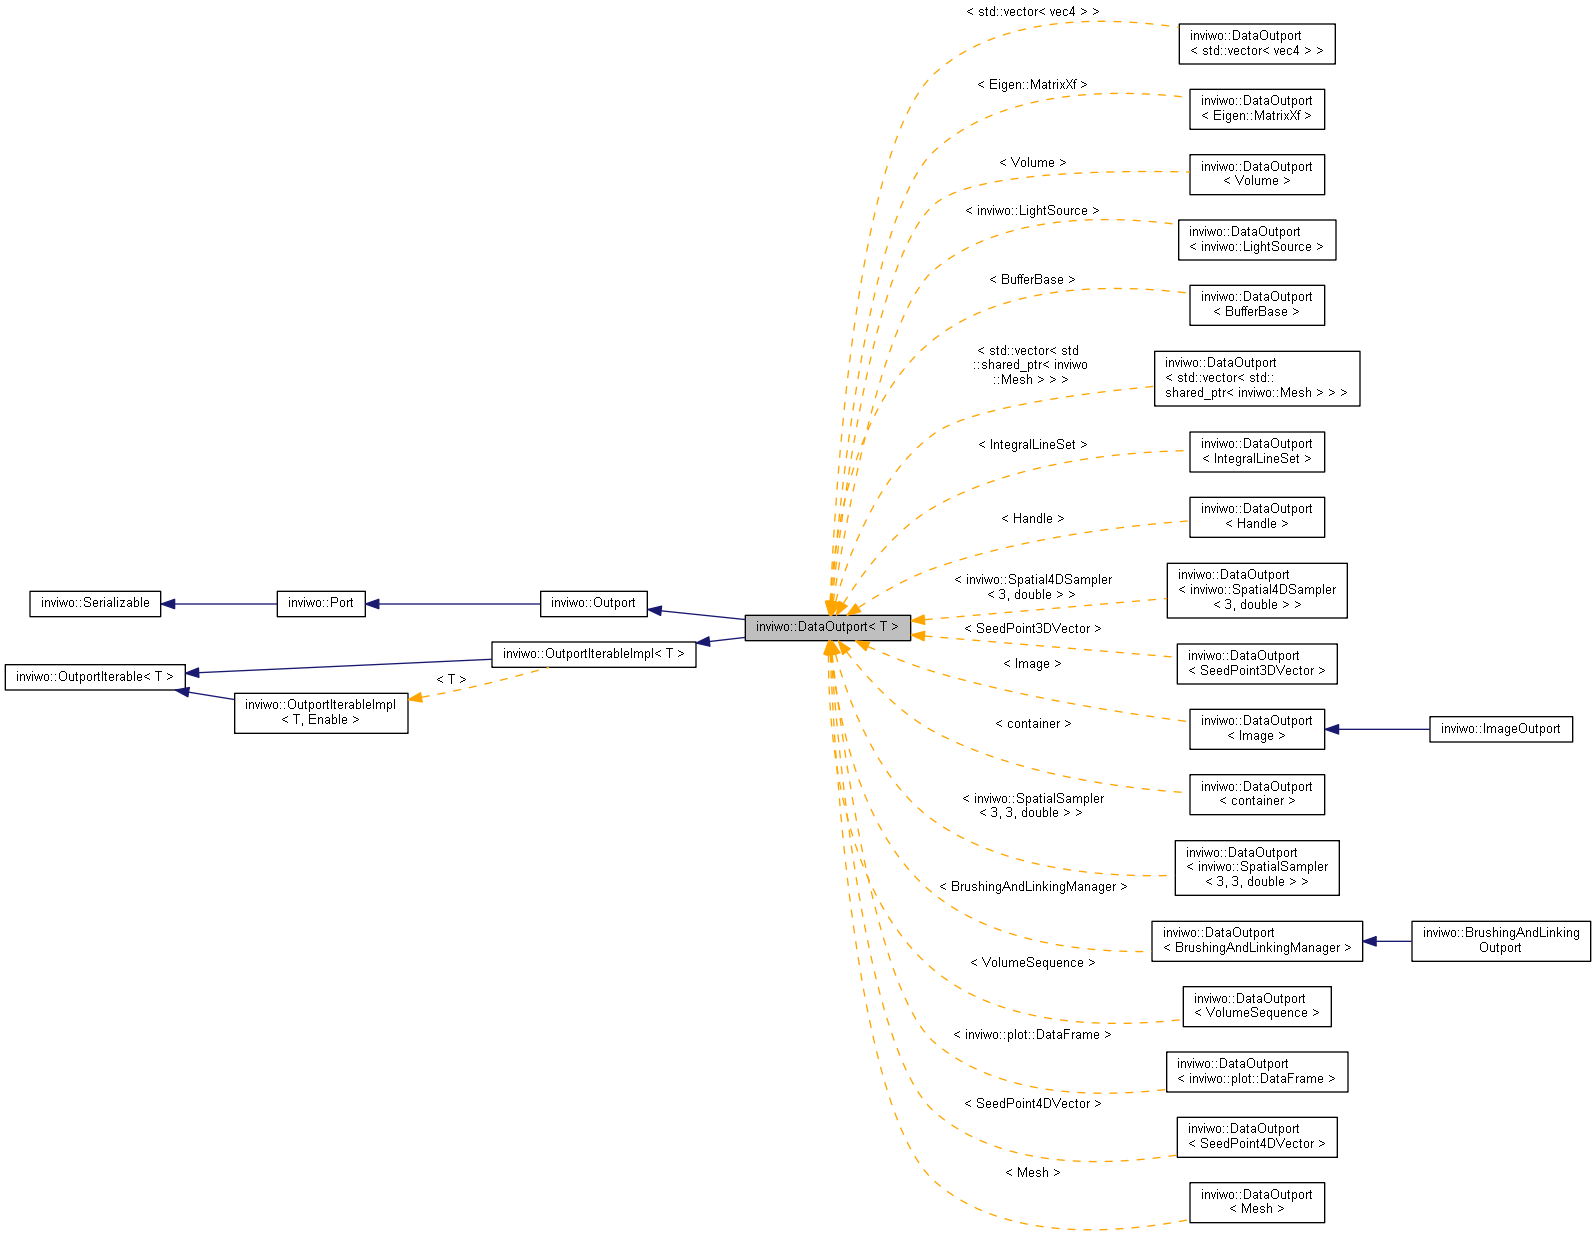 inviwo::Serializable
inviwo::Port
inviwo::Outport
inviwo::OutportIterable< T >
inviwo::OutportIterableImpl
< T, Enable >
< T >
inviwo::OutportIterableImpl< T >
inviwo::DataOutport< T >
< std::vector< vec4 > >
inviwo::DataOutport
< std::vector< vec4 > >
< Eigen::MatrixXf >
inviwo::DataOutport
< Eigen::MatrixXf >
< Volume >
inviwo::DataOutport
< Volume >
< inviwo::LightSource >
inviwo::DataOutport
< inviwo::LightSource >
< BufferBase >
inviwo::DataOutport
< BufferBase >
< std::vector< std
::shared_ptr< inviwo
::Mesh > > >
inviwo::DataOutport
< std::vector< std::
shared_ptr< inviwo::Mesh > > >
< IntegralLineSet >
inviwo::DataOutport
< IntegralLineSet >
< Handle >
inviwo::DataOutport
< Handle >
< inviwo::Spatial4DSampler
< 3, double > >
inviwo::DataOutport
< inviwo::Spatial4DSampler
< 3, double > >
< SeedPoint3DVector >
inviwo::DataOutport
< SeedPoint3DVector >
< Image >
inviwo::DataOutport
< Image >
inviwo::ImageOutport
< container >
inviwo::DataOutport
< container >
< inviwo::SpatialSampler
< 3, 3, double > >
inviwo::DataOutport
< inviwo::SpatialSampler
< 3, 3, double > >
< BrushingAndLinkingManager >
inviwo::DataOutport
< BrushingAndLinkingManager >
inviwo::BrushingAndLinking
Outport
< VolumeSequence >
inviwo::DataOutport
< VolumeSequence >
< inviwo::plot::DataFrame >
inviwo::DataOutport
< inviwo::plot::DataFrame >
< SeedPoint4DVector >
inviwo::DataOutport
< SeedPoint4DVector >
< Mesh >
inviwo::DataOutport
< Mesh >